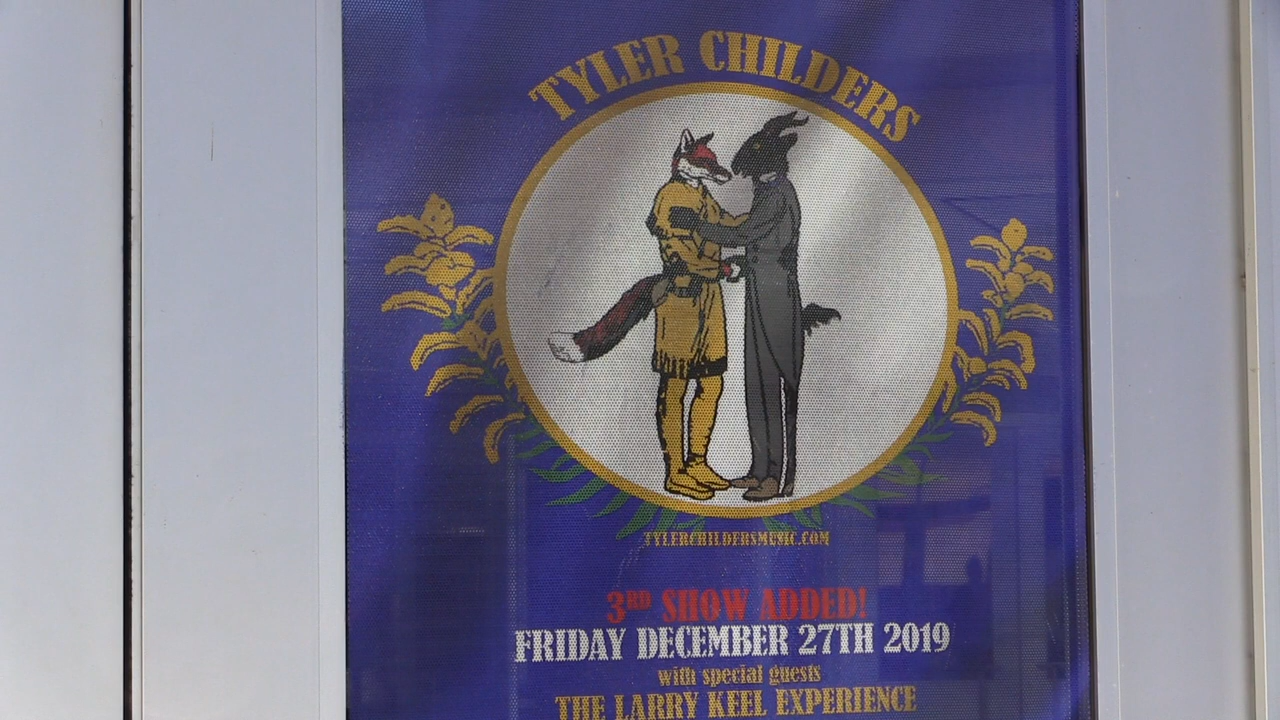 TYLER CHILDERS
TYLERCHILDERSMUSIC.COM
3RD SHOW ADDED!
FRIDAY DECEMBER 27TH 2019
with special guests
THE LARRY KEEL EXPERIENCE